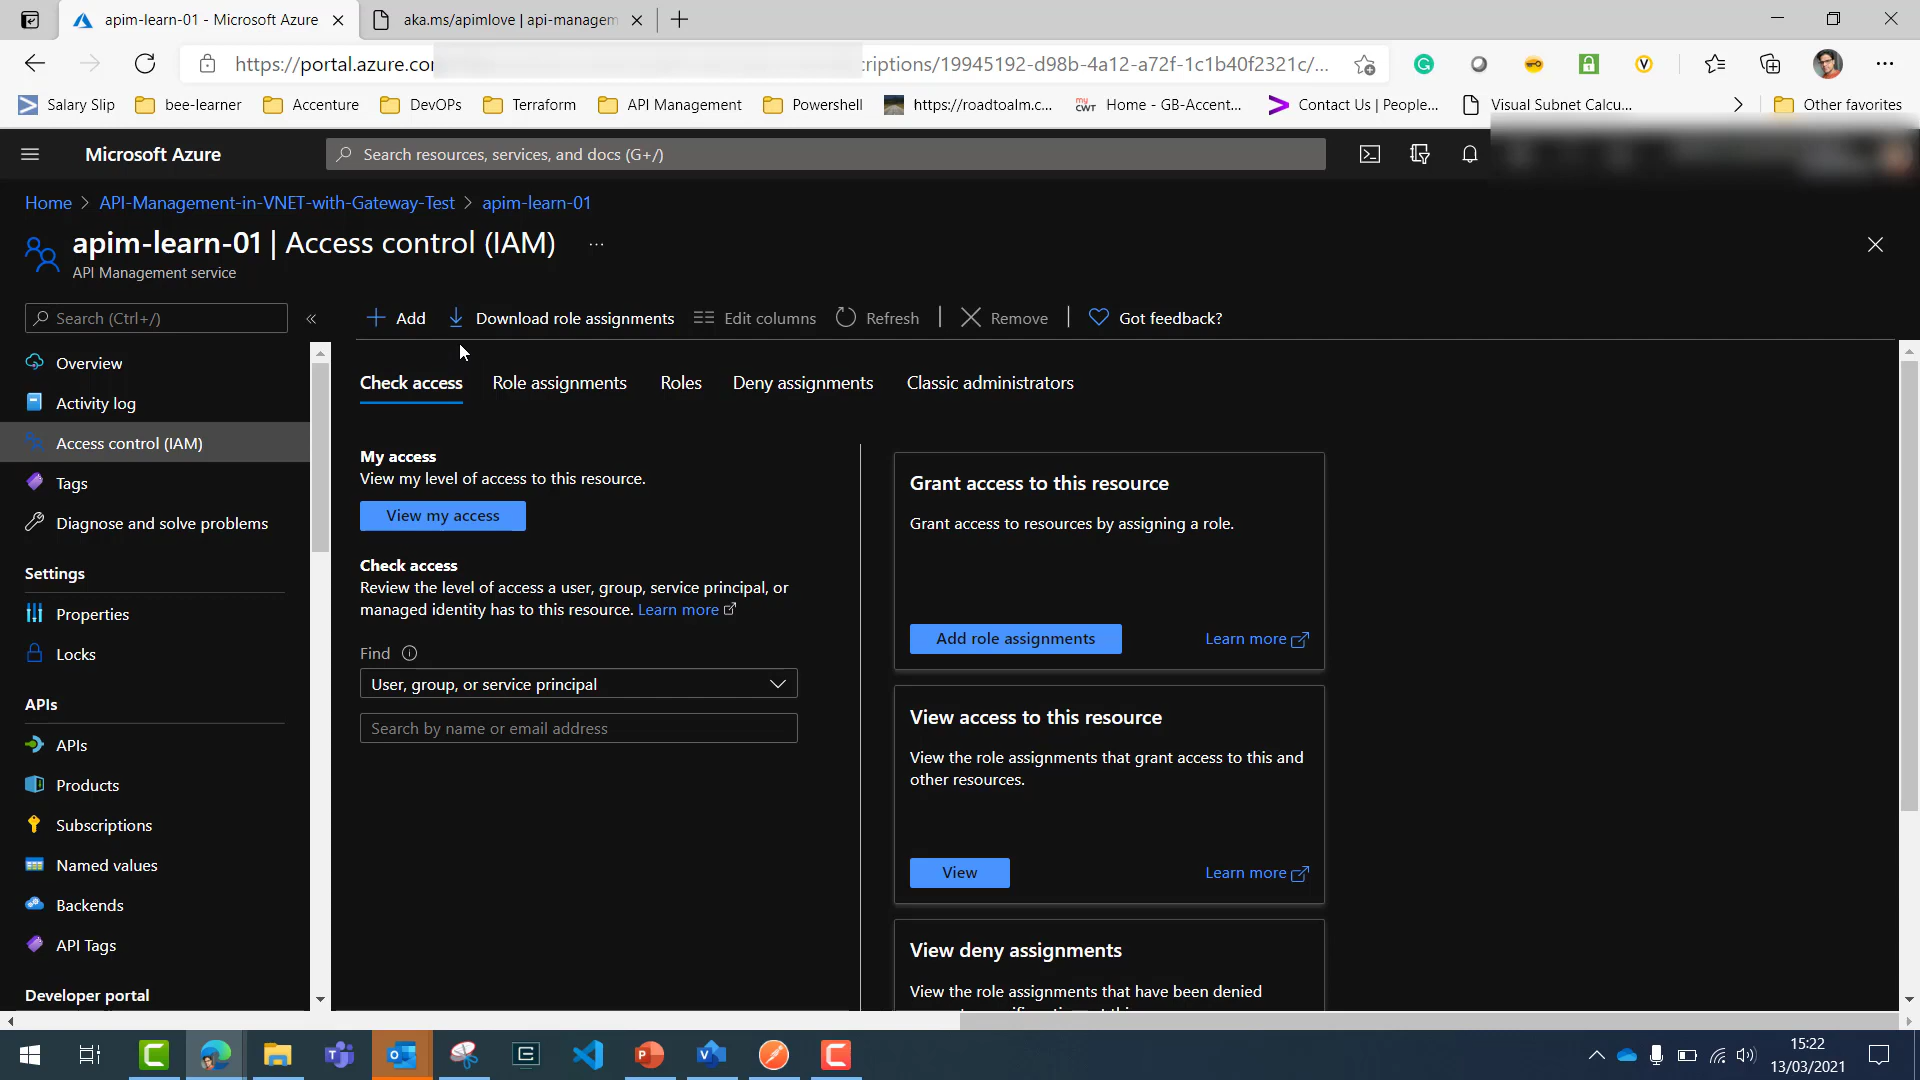 apim-learn-01 - Microsoft Azure
aka.ms/apimlove | api-managem
https://portal.azure.co
criptions/19945192-d98b-4a12-a72f-1c1b40f2321c/...
Salary Slip
bee-learner
Accenture
DevOPs
Terraform
API Management
Powershell
https://roadtoalm.c...
my
CWT
Home - GB-Accent...
Contact Us | People...
Visual Subnet Calcu...
Other favorites
Microsoft Azure
Search resources, services, and docs (G+/)
Home > API-Management-in-VNET-with-Gateway-Test > apim-learn-01
apim-learn-01 | Access control (IAM) ...
API Management service
Search (Ctrl+/)
Add
Download role assignments
Edit columns
Refresh
Remove
Got feedback?
Overview
Activity log
Access control (IAM)
Tags
Diagnose and solve problems
Settings
Properties
Locks
APIs
APIs
Products
Subscriptions
Named values
Backends
API Tags
Developer portal
Check access
Role assignments
Roles
Deny assignments
Classic administrators
My access
View my level of access to this resource.
View my access
Check access
Review the level of access a user, group, service principal, or
managed identity has to this resource. Learn more
Find
User, group, or service principal
Search by name or email address
Grant access to this resource
Grant access to resources by assigning a role.
Add role assignments
Learn more
View access to this resource
View the role assignments that grant access to this and
other resources.
View
Learn more
View deny assignments
View the role assignments that have been denied
15:22
13/03/2021